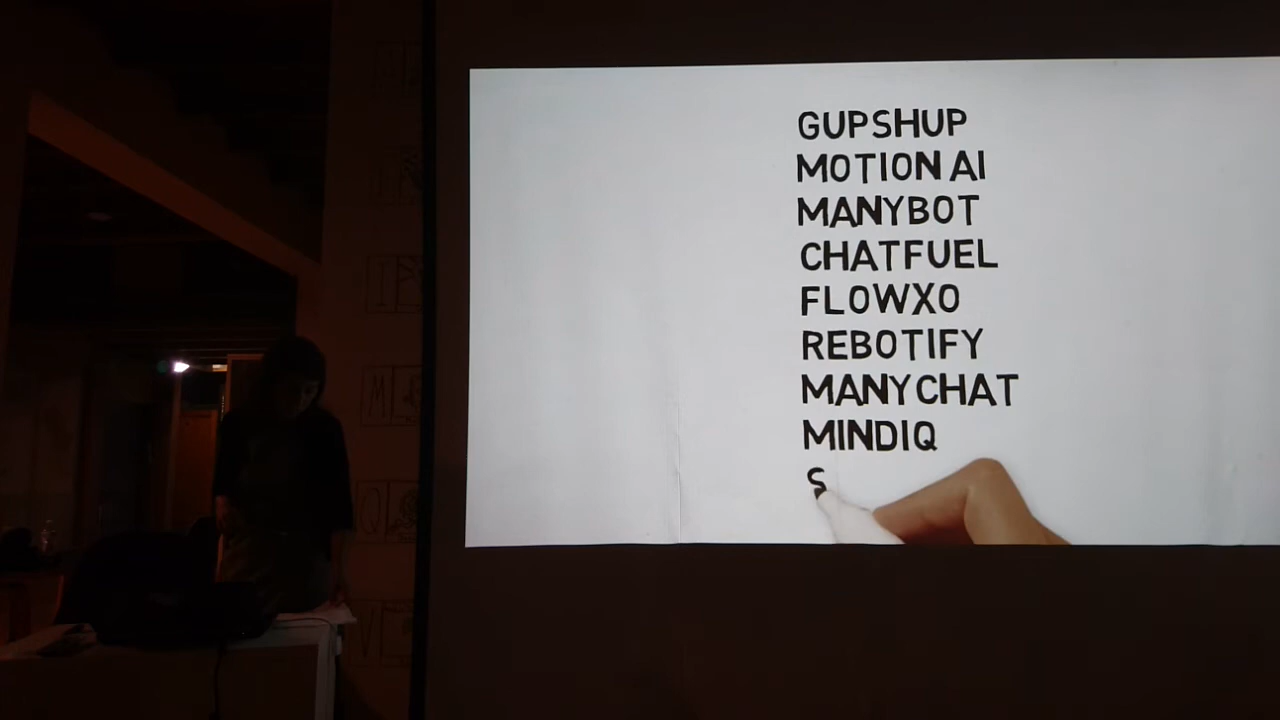 GUPSHUP
MOTION AI
MANYBOT
CHATFUEL
FLOWXO
REBOTIFY
MANYCHAT
MINDIQ
S